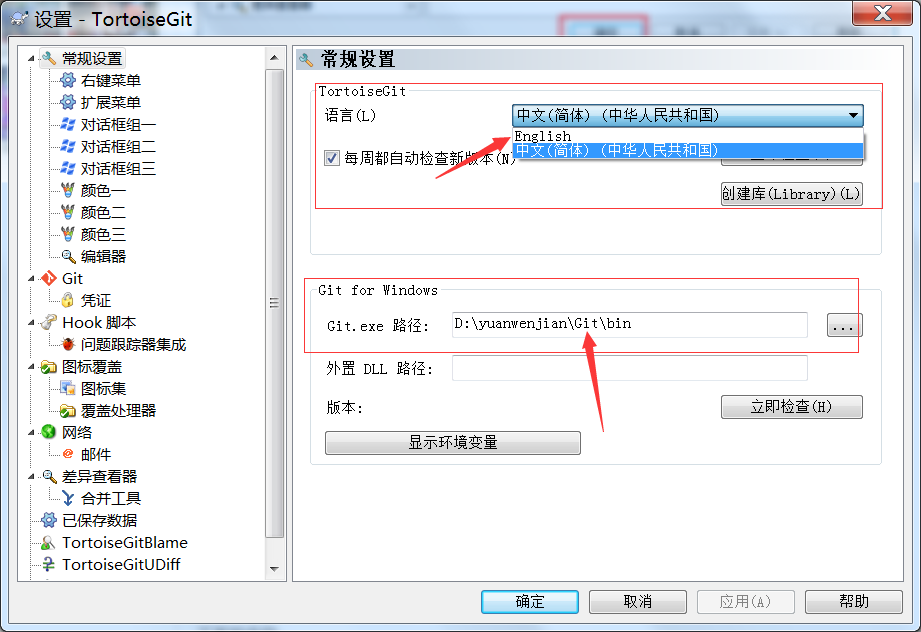 设置 - TortoiseGit
常规设置
右键菜单
扩展菜单
对话框组一
对话框组二
对话框组三
颜色一
颜色二
颜色三
编辑器
Git
凭证
Hook 脚本
问题跟踪器集成
图标覆盖
图标集
覆盖处理器
网络
邮件
差异查看器
合并工具
已保存数据
TortoiseGitBlame
TortoiseGitUDiff
常规设置
TortoiseGit
语言(L)
中文(简体) (中华人民共和国)
English
中文(简体) (中华人民共和国)
每周都自动检查新版本(N)
创建库(Library)(L)
Git for Windows
Git.exe 路径:
D:\yuanwenjian\Git\bin
...
外置 DLL 路径:
版本:
立即检查(H)
显示环境变量
确定
取消
应用(A)
帮助